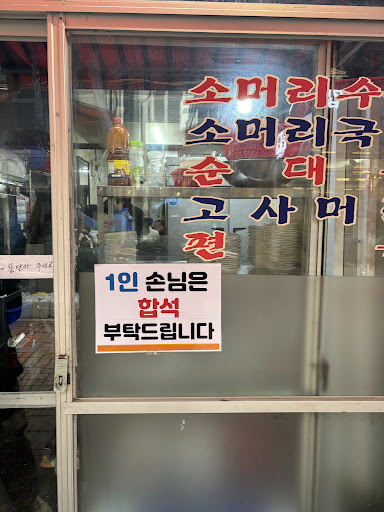 소머리수
소머리국
순대
고사머
편
1인 손님은
합석
부탁드립니다